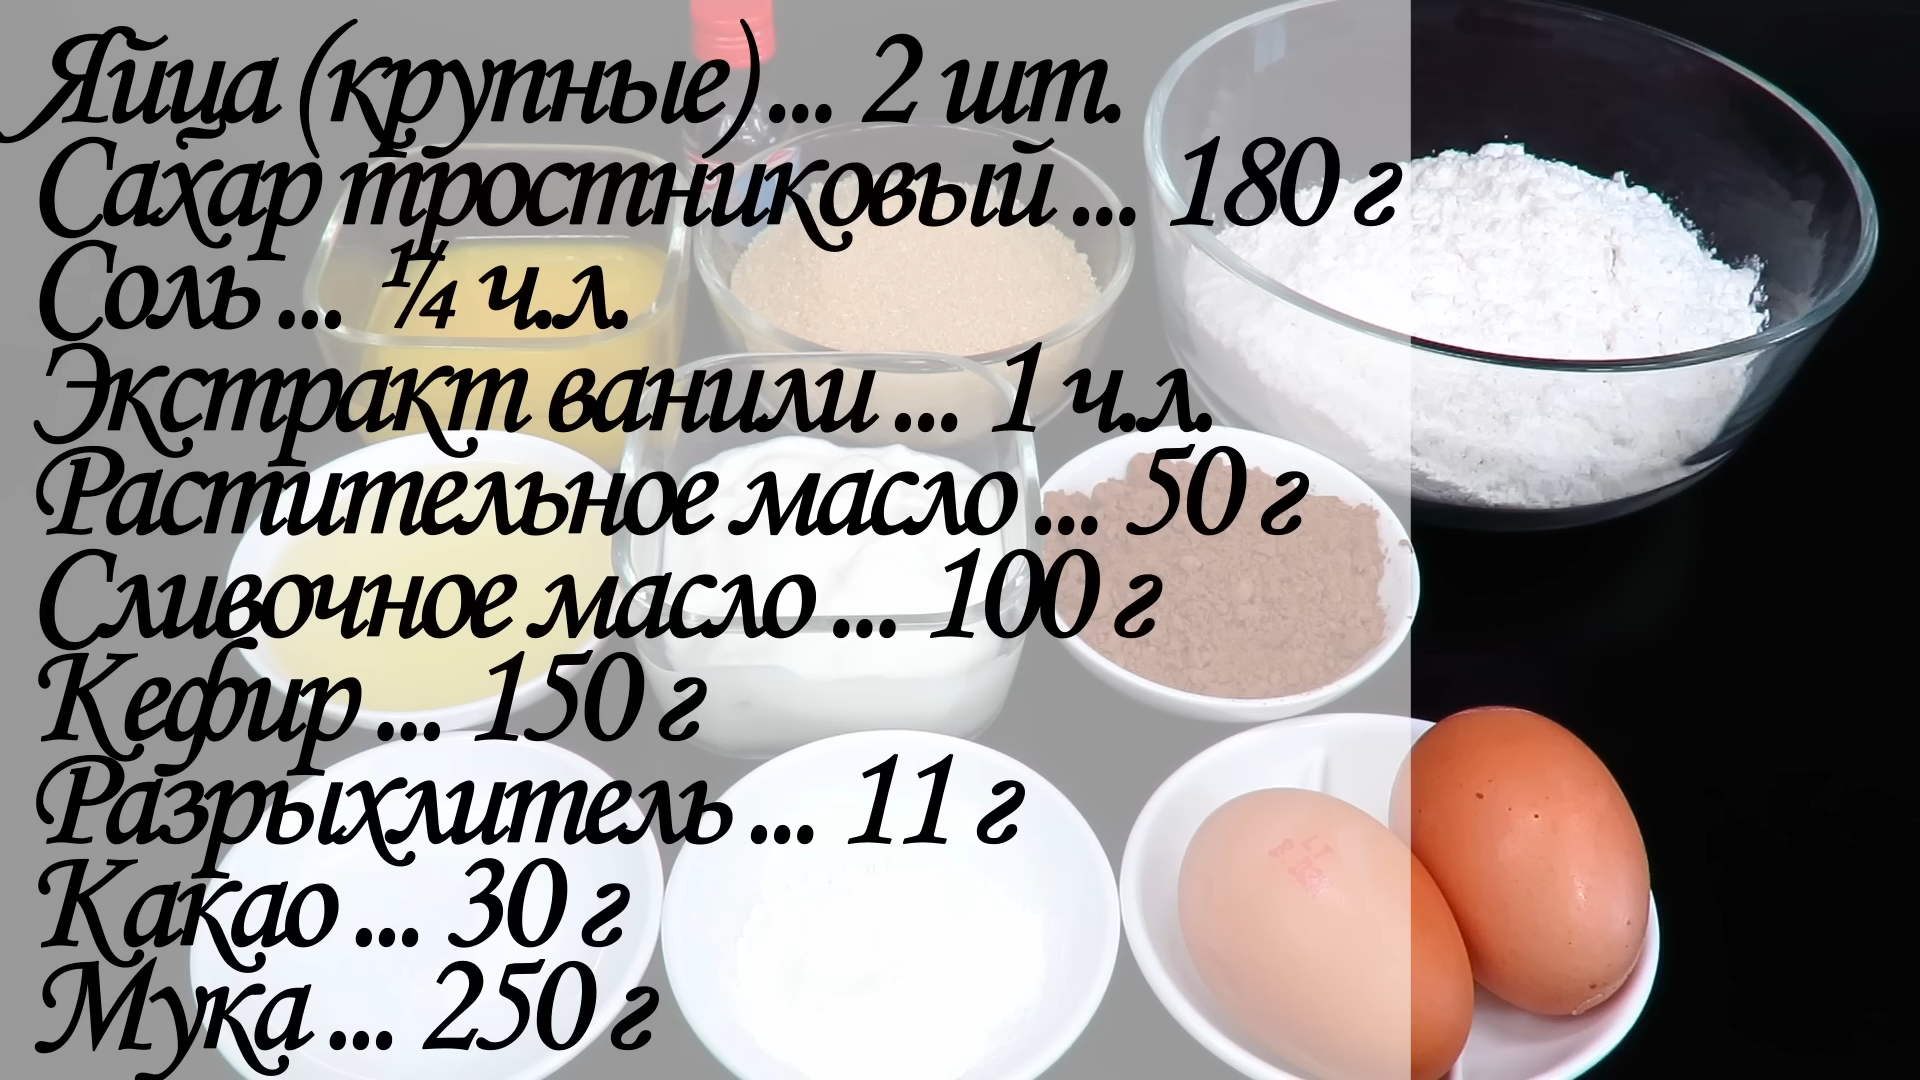 Яйца (крупные) ... 2 шт.
Сахар тростниковый ... 180 г
Соль ... ¼ ч.л.
Экстракт ванили ... 1 ч.л.
Растительное масло ... 50 г
Сливочное масло ... 100 г
Кефир ... 150 г
Разрыхлитель ... 11 г
Какао ... 30 г
Мука ... 250 г